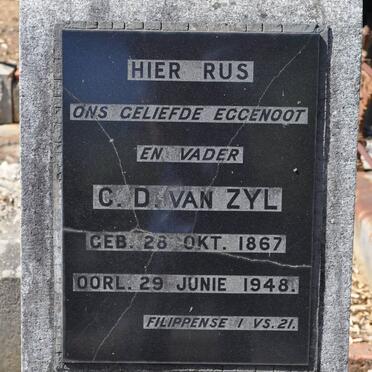 HIER RUS
ONS GELIEFDE EGGENOOT
EN VADER
C. D. VAN ZYL
GEB. 28 OKT. 1867
OORL. 29 JUNIE 1948.
FILIPPENSE 1 VS. 21.